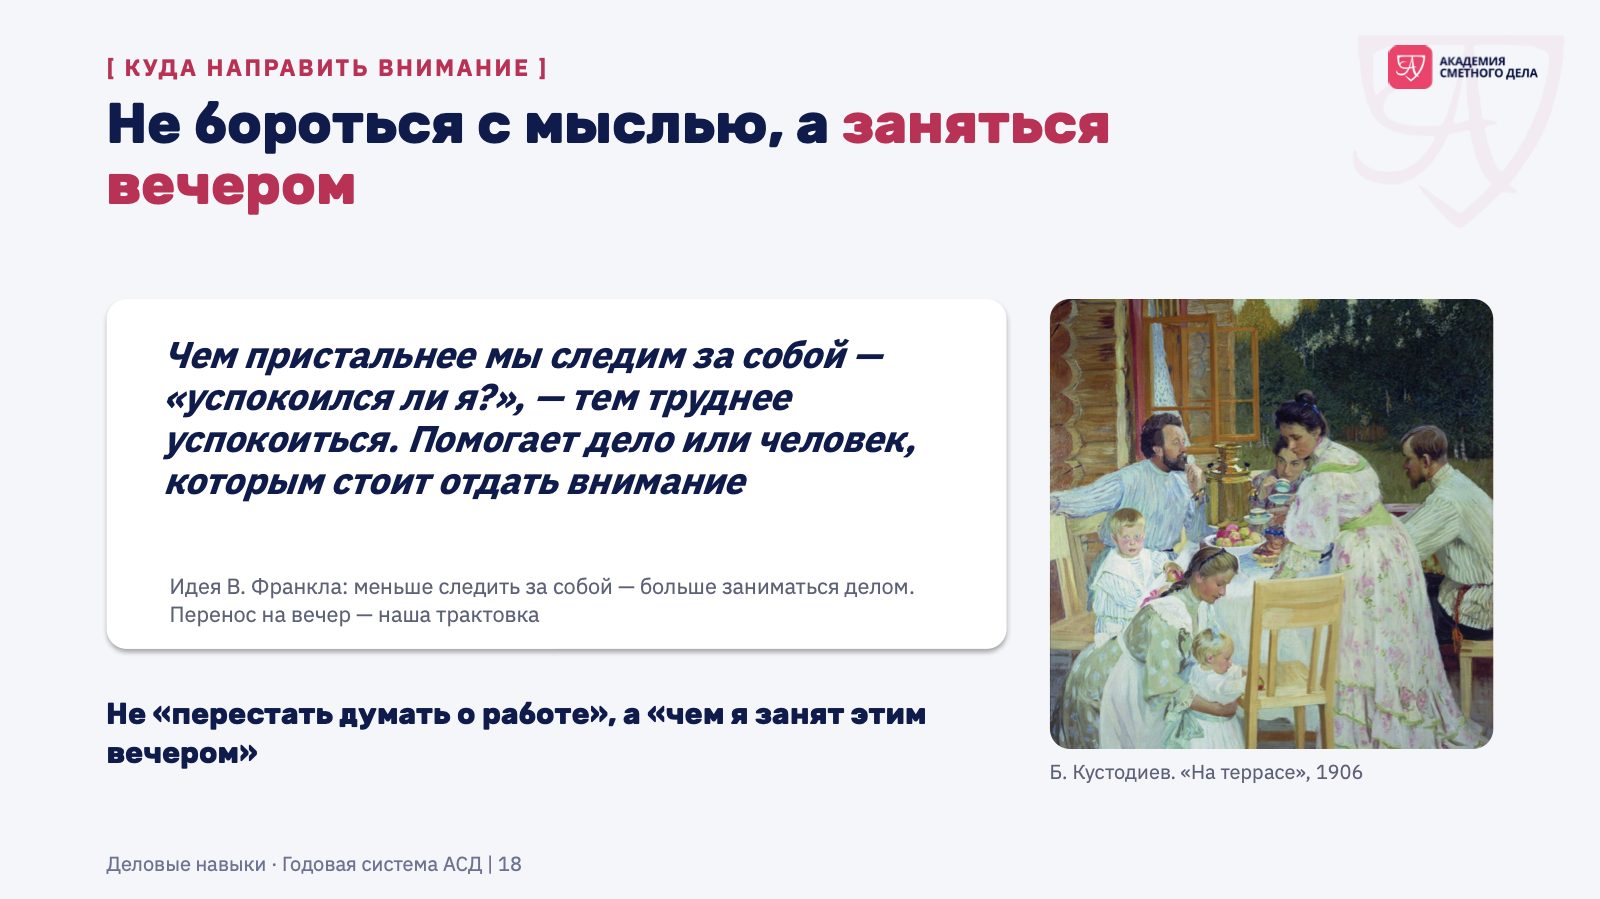 [ КУДА НАПРАВИТЬ ВНИМАНИЕ ]
Не бороться с мыслью, а заняться
вечером
АКАДЕМИЯ
СМЕТНОГО ДЕЛА
Чем пристальнее мы следим за собой —
«успокоился ли я?», — тем труднее
успокоиться. Помогает дело или человек,
которым стоит отдать внимание
Идея В. Франкла: меньше следить за собой — больше заниматься делом.
Перенос на вечер — наша трактовка
Не «перестать думать о работе», а «чем я занят этим
вечером»
Б. Кустодиев. «На террасе», 1906
Деловые навыки · Годовая система АСД | 18